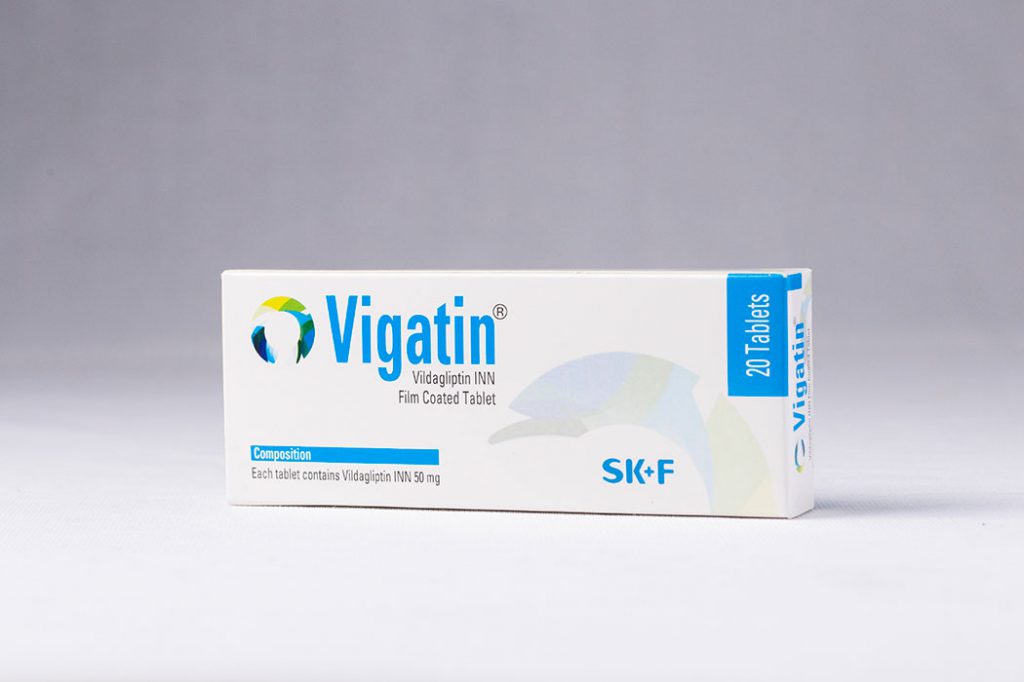 Vigatin®
Vildagliptin INN
Film Coated Tablet
Composition
Each tablet contains Vildagliptin INN 50 mg
SK+F
20 Tablets
Vigatin